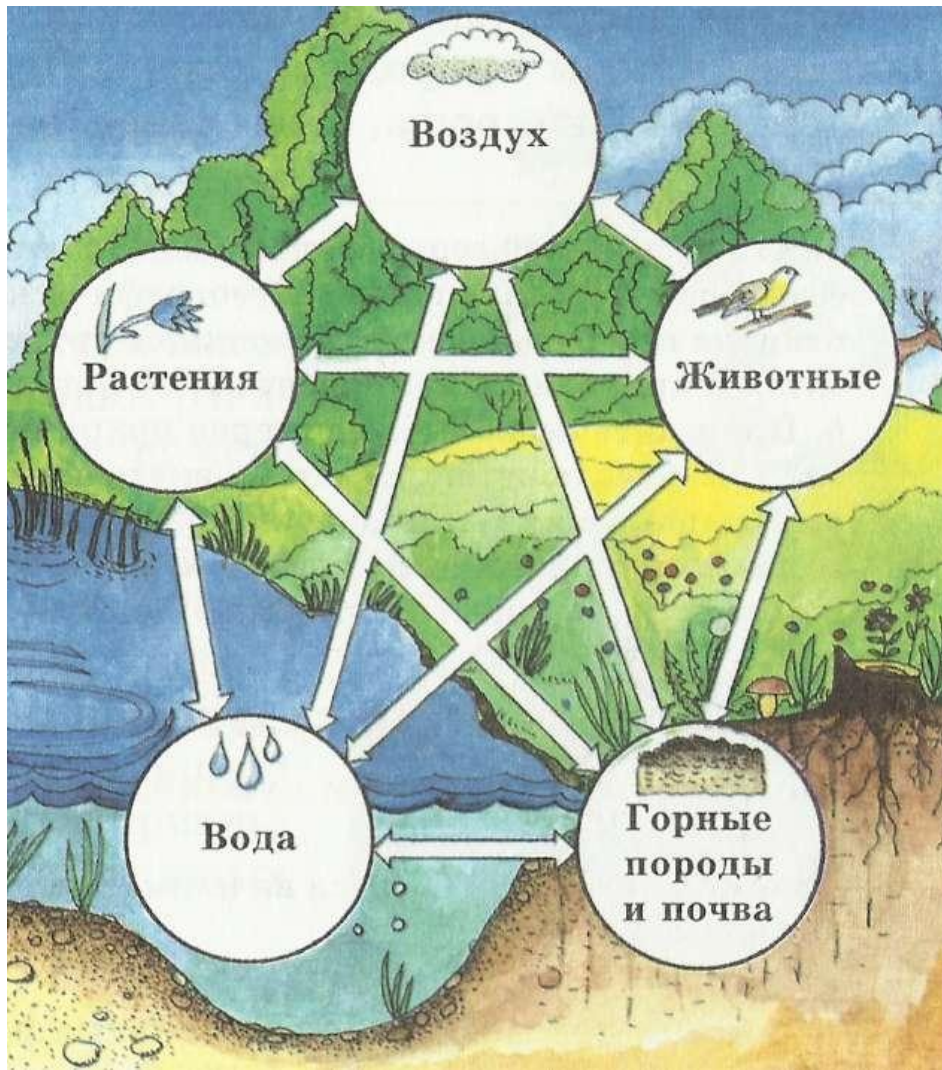 Воздух
Растения
Животные
Вода
Горные
породы
и почва